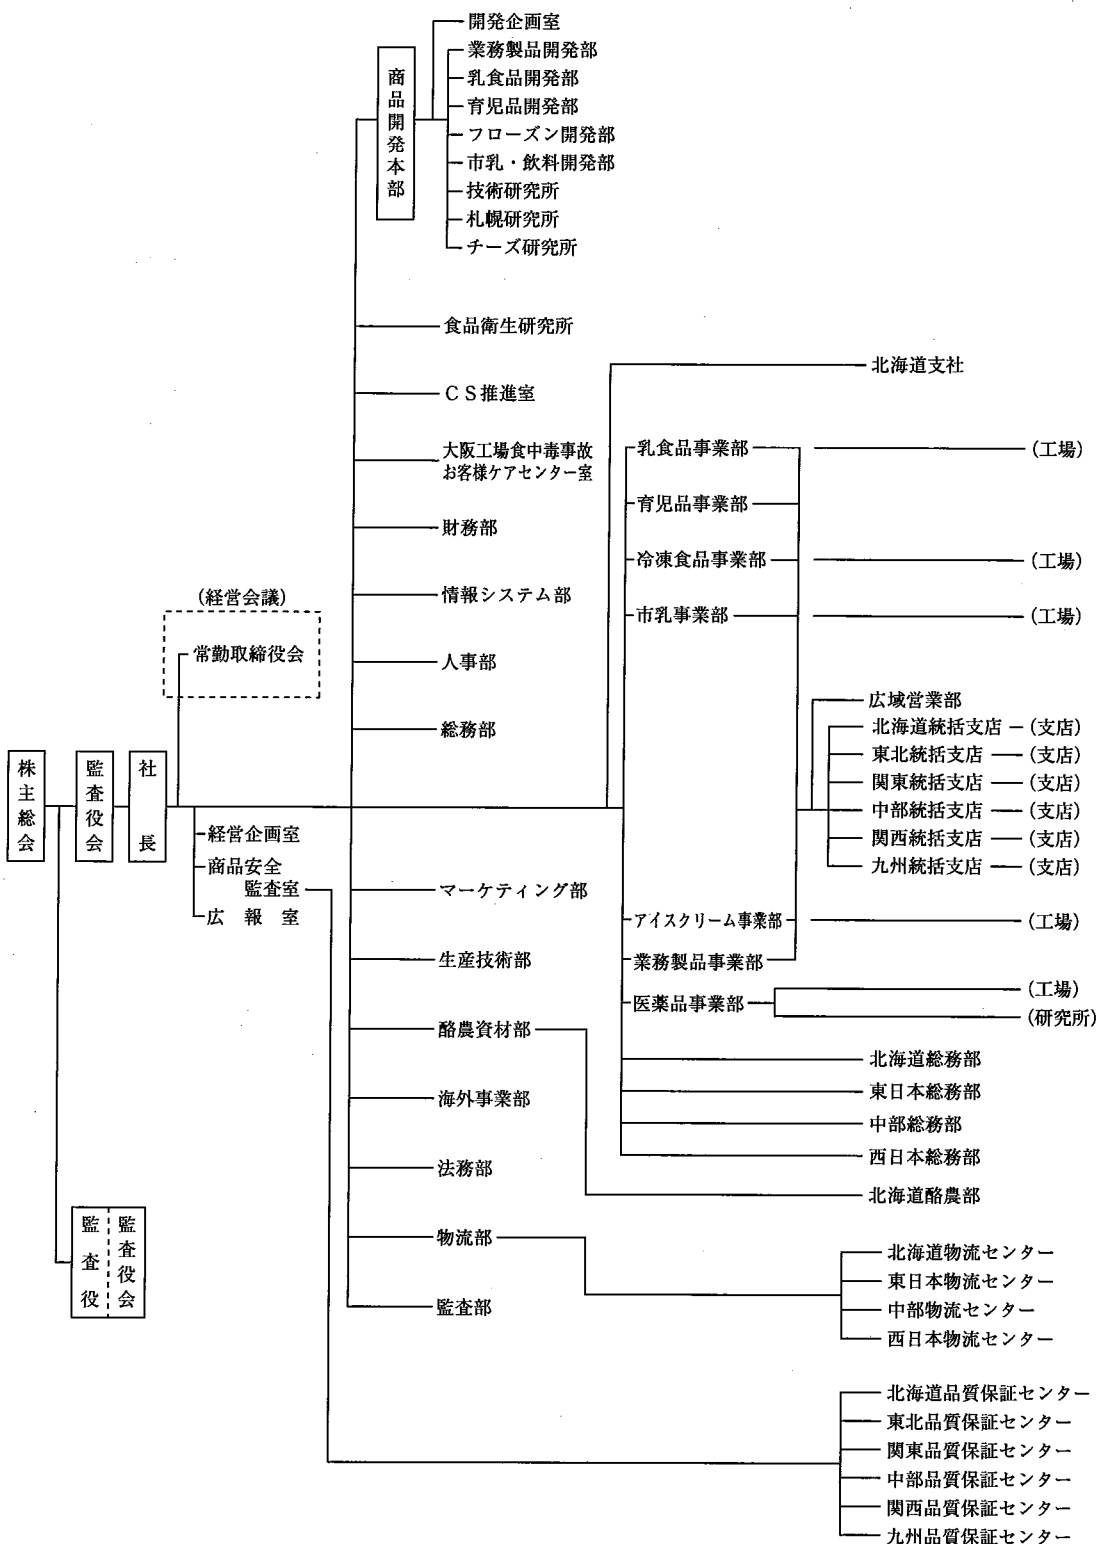 開発企画室
業務製品開発部
乳食品開発部
育児品開発部
フローズン開発部
市乳・飲料開発部
技術研究所
札幌研究所
チーズ研究所
商品開発本部
食品衛生研究所
ＣＳ推進室
大阪工場食中毒事故
お客様ケアセンター室
財務部
情報システム部
人事部
総務部
(経営会議)
常勤取締役会
株主総会
監査役会
社長
経営企画室
商品安全
監査室
広報室
監査役
監査役会
マーケティング部
生産技術部
酪農資材部
海外事業部
法務部
物流部
監査部
北海道支社
乳食品事業部
(工場)
育児品事業部
冷凍食品事業部
(工場)
市乳事業部
(工場)
広域営業部
北海道統括支店
(支店)
東北統括支店
(支店)
関東統括支店
(支店)
中部統括支店
(支店)
関西統括支店
(支店)
九州統括支店
(支店)
アイスクリーム事業部
(工場)
業務製品事業部
医薬品事業部
(工場)
(研究所)
北海道総務部
東日本総務部
中部総務部
西日本総務部
北海道酪農部
北海道物流センター
東日本物流センター
中部物流センター
西日本物流センター
北海道品質保証センター
東北品質保証センター
関東品質保証センター
中部品質保証センター
関西品質保証センター
九州品質保証センター